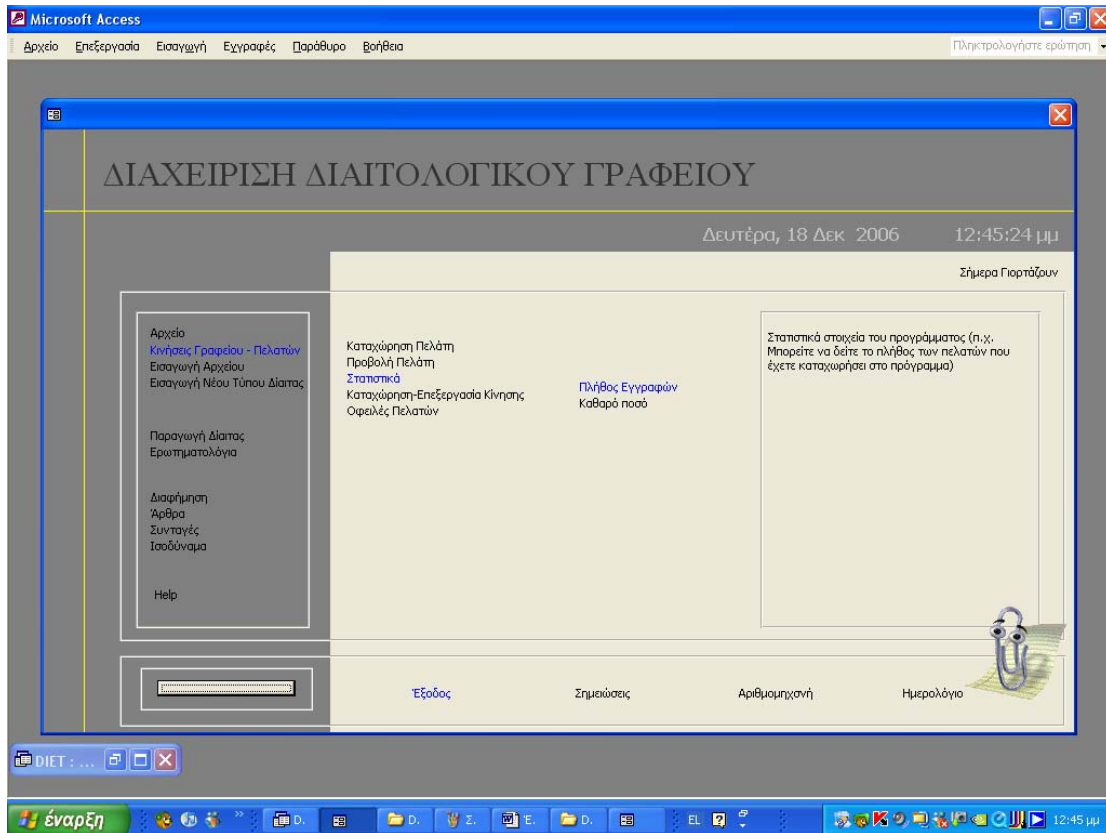 Microsoft Access
Αρχείο Επεξεργασία Εισαγωγή Εγγραφές Παράθυρο Βοήθεια Πληκτρολογήστε ερώτηση
ΔΙΑΧΕΙΡΙΣΗ ΔΙΑΙΤΟΛΟΓΙΚΟΥ ΓΡΑΦΕΙΟΥ
Δευτέρα, 18 Δεκ 2006 12:45:24 μμ
Σήμερα Γιορτάζουν
Αρχείο
Κινήσεις Γραφείου - Πελατών
Εισαγωγή Αρχείου
Εισαγωγή Νέου Τύπου Δίαιτας
Παραγωγή Δίαιτας
Ερωτηματολόγια
Διαφήμηση
Άρθρα
Συνταγές
Ισοδύναμα
Help
Καταχώρηση Πελάτη
Προβολή Πελάτη
Στατιστικά
Καταχώρηση-Επεξεργασία Κίνησης
Οφειλές Πελατών
Πλήθος Εγγραφών
Καθαρό ποσό
Στατιστικά στοιχεία του προγράμματος (π.χ.
Μπορείτε να δείτε το πλήθος των πελατών που
έχετε καταχωρήσει στο πρόγραμμα)
Έξοδος Σημειώσεις Αριθμομηχανή Ημερολόγιο
DIET : ...
έναρξη D. D. Σ. Έ. D. EL 12:45 μμ